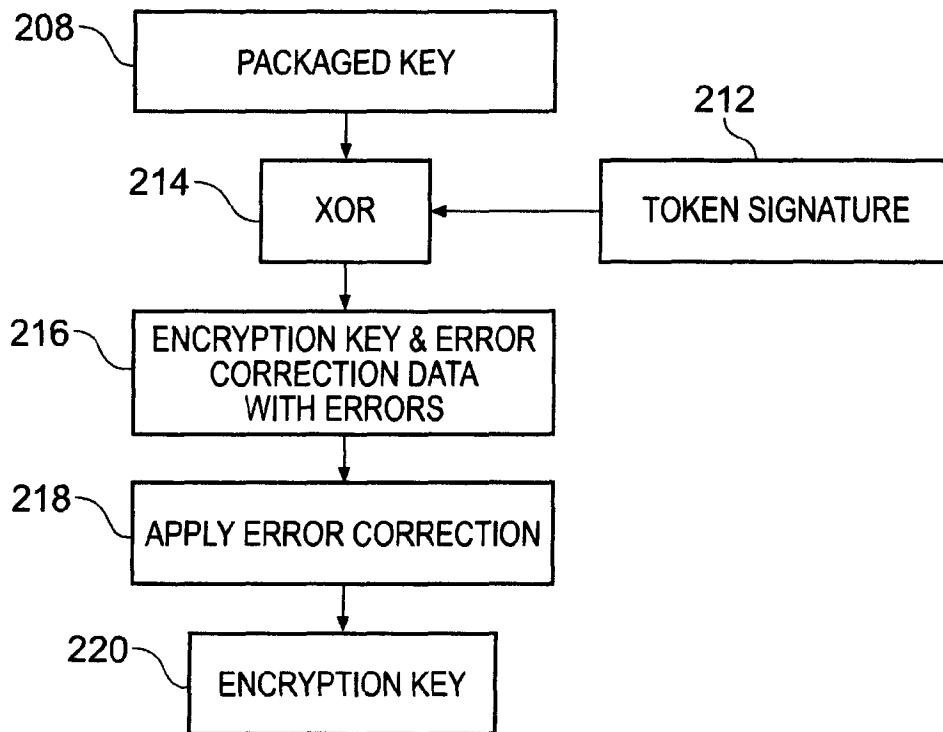 208
PACKAGED KEY
212
214
XOR
TOKEN SIGNATURE
216
ENCRYPTION KEY & ERROR
CORRECTION DATA
WITH ERRORS
218
APPLY ERROR CORRECTION
220
ENCRYPTION KEY